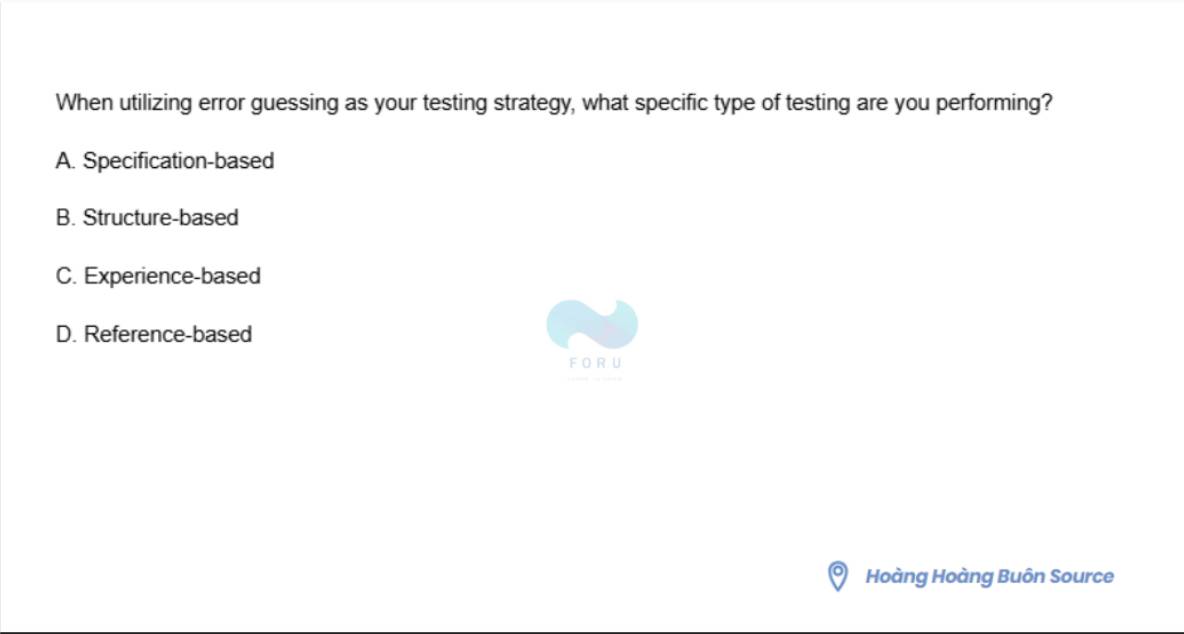 When utilizing error guessing as your testing strategy, what specific type of testing are you performing?
A. Specification-based
B. Structure-based
C. Experience-based
D. Reference-based
FORU
Hoàng Hoàng Buôn Source